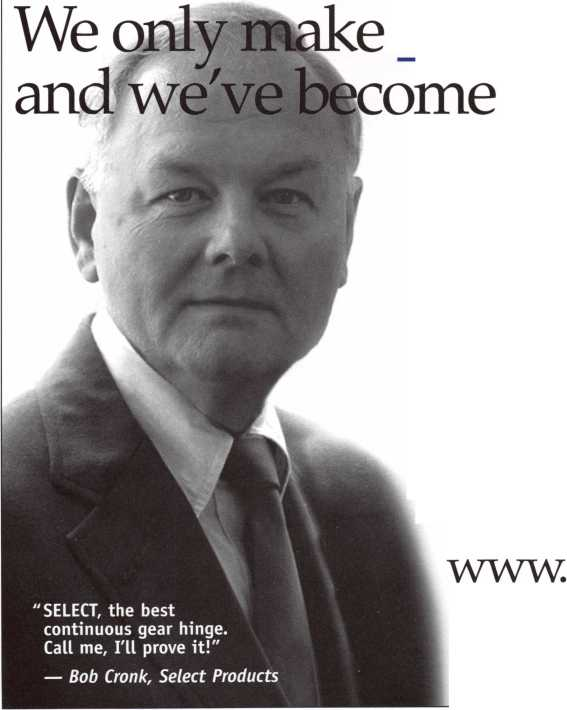 We only make
and we've become
www.
“SELECT, the best
continuous gear hinge.
Call me, I'll prove it!”
— Bob Cronk, Select Products